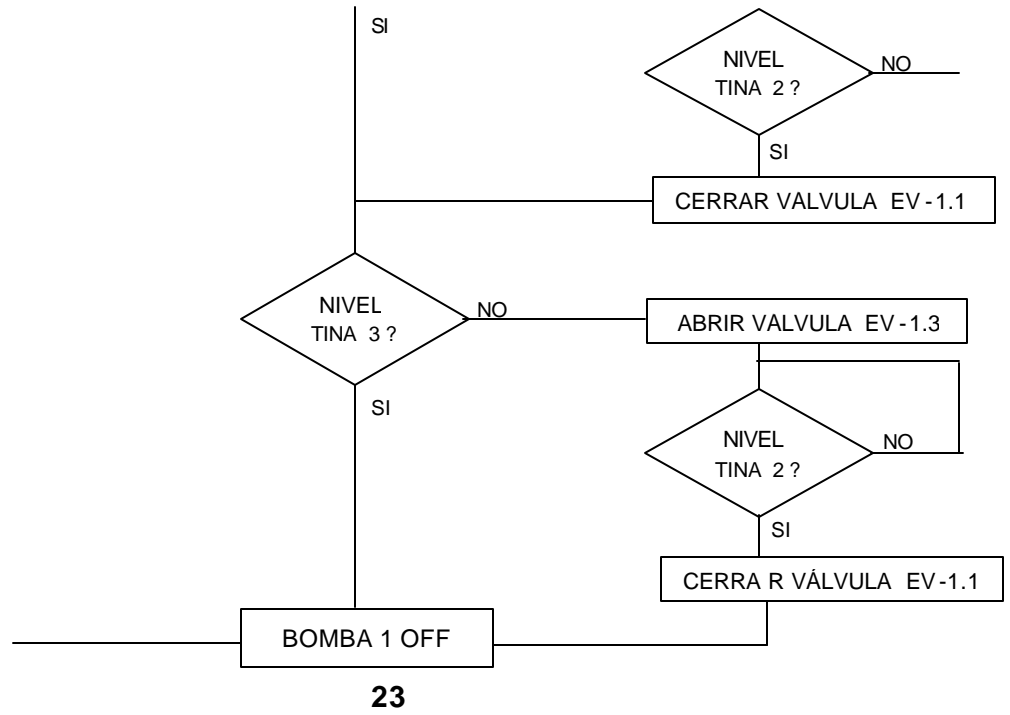 SI
NIVEL
TINA 2 ?
NO
SI
CERRAR VALVULA EV-1.1
NIVEL
TINA 3 ?
NO
ABRIR VALVULA EV-1.3
SI
NIVEL
TINA 2 ?
NO
SI
CERRA R VÁLVULA EV-1.1
BOMBA 1 OFF
23